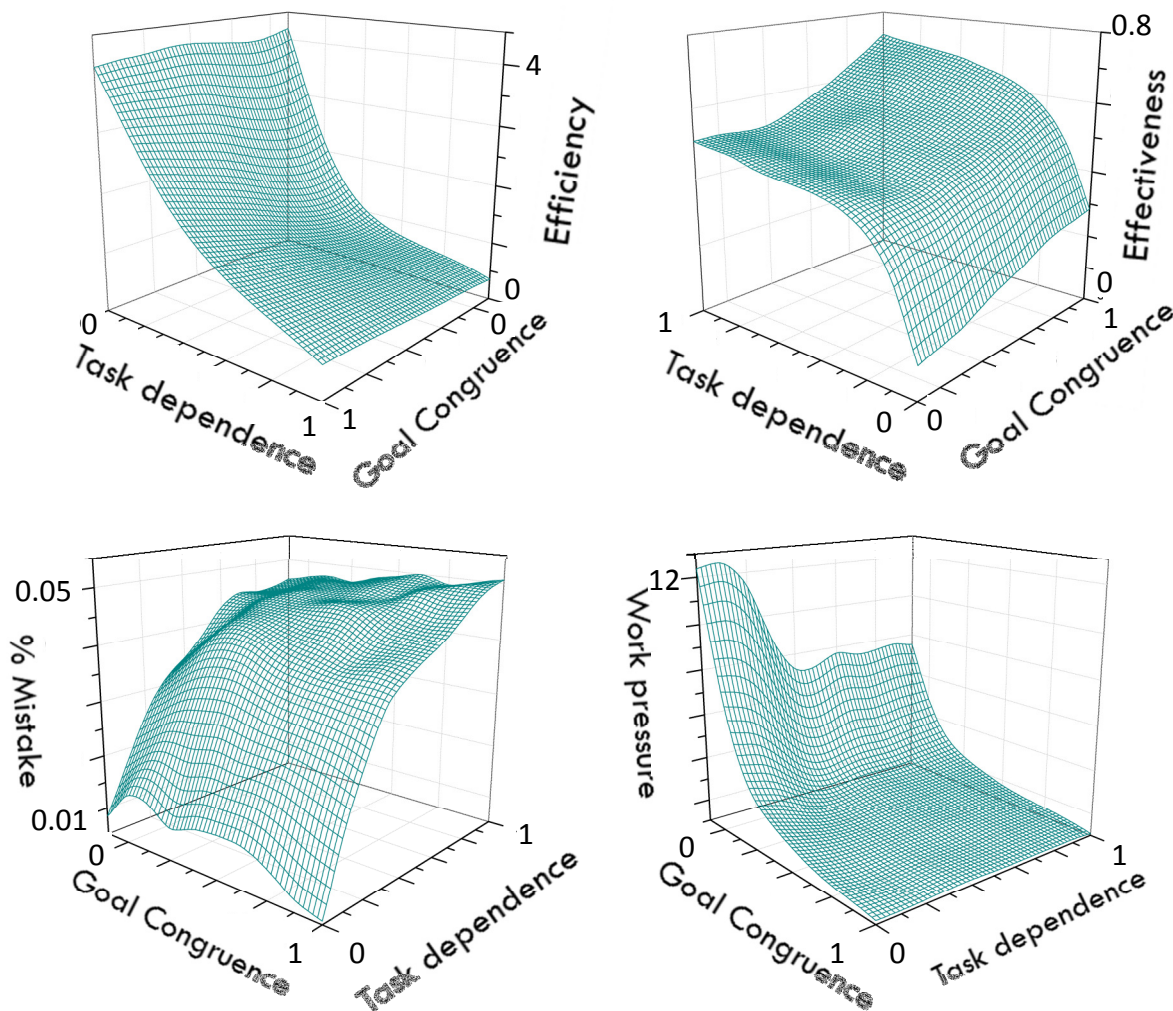 4
Efficiency
0
0
0
Task dependence
1
1
Goal Congruence
0.8
Effectiveness
0
1
1
Task dependence
0
0
Goal Congruence
0.05
% Mistake
0.01
0
Goal Congruence
1
0
Task dependence
1
12
Work pressure
0
Goal Congruence
1
0
Task dependence
1